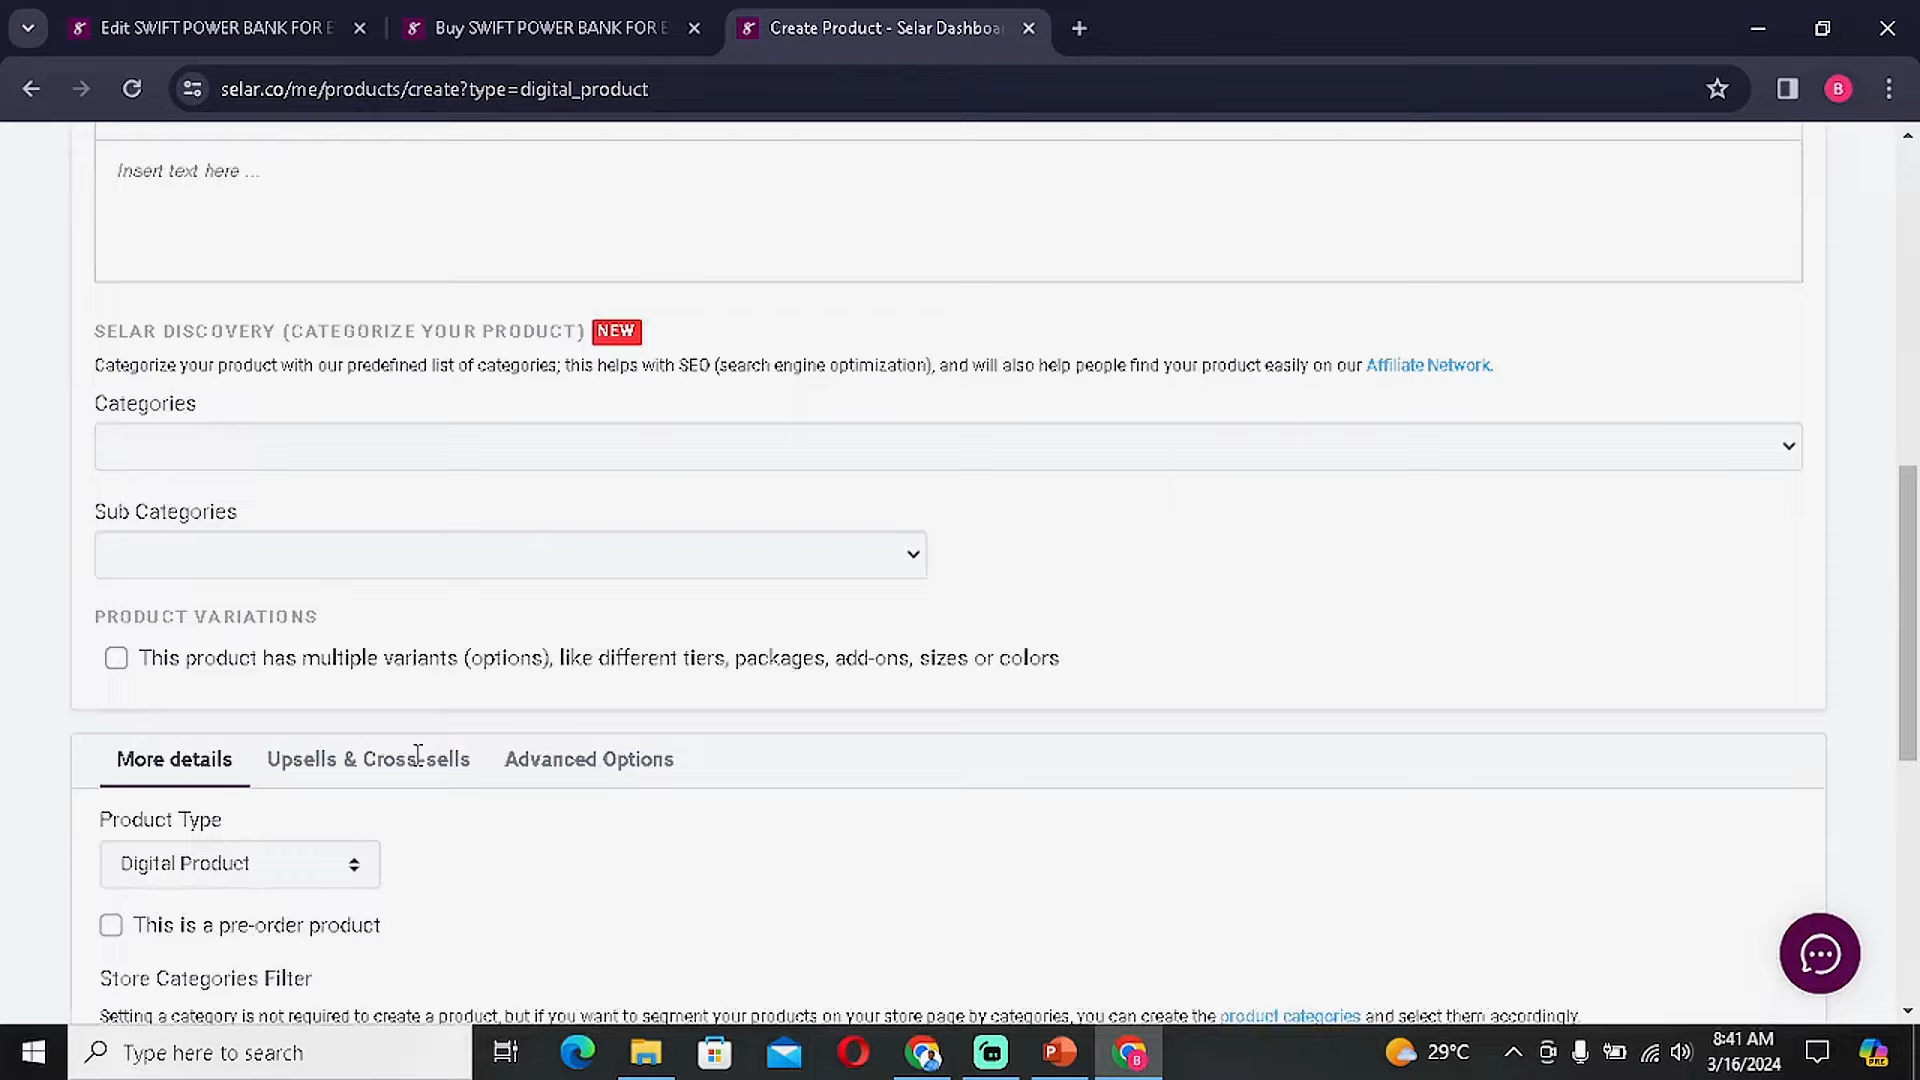 Edit SWIFT POWER BANK FOR E
Buy SWIFT POWER BANK FOR E
Create Product - Selar Dashboa
selar.co/me/products/create?type=digital_product
B
Insert text here ...
SELAR DISCOVERY (CATEGORIZE YOUR PRODUCT) NEW
Categorize your product with our predefined list of categories; this helps with SEO (search engine optimization), and will also help people find your product easily on our Affiliate Network.
Categories
Sub Categories
PRODUCT VARIATIONS
This product has multiple variants (options), like different tiers, packages, add-ons, sizes or colors
More details
Upsells & Cross-sells
Advanced Options
Product Type
Digital Product
This is a pre-order product
Store Categories Filter
Setting a category is not required to create a product, but if you want to segment your products on your store page by categories, you can create the product categories and select them accordingly.
Type here to search
29°C
8:41 AM
3/16/2024